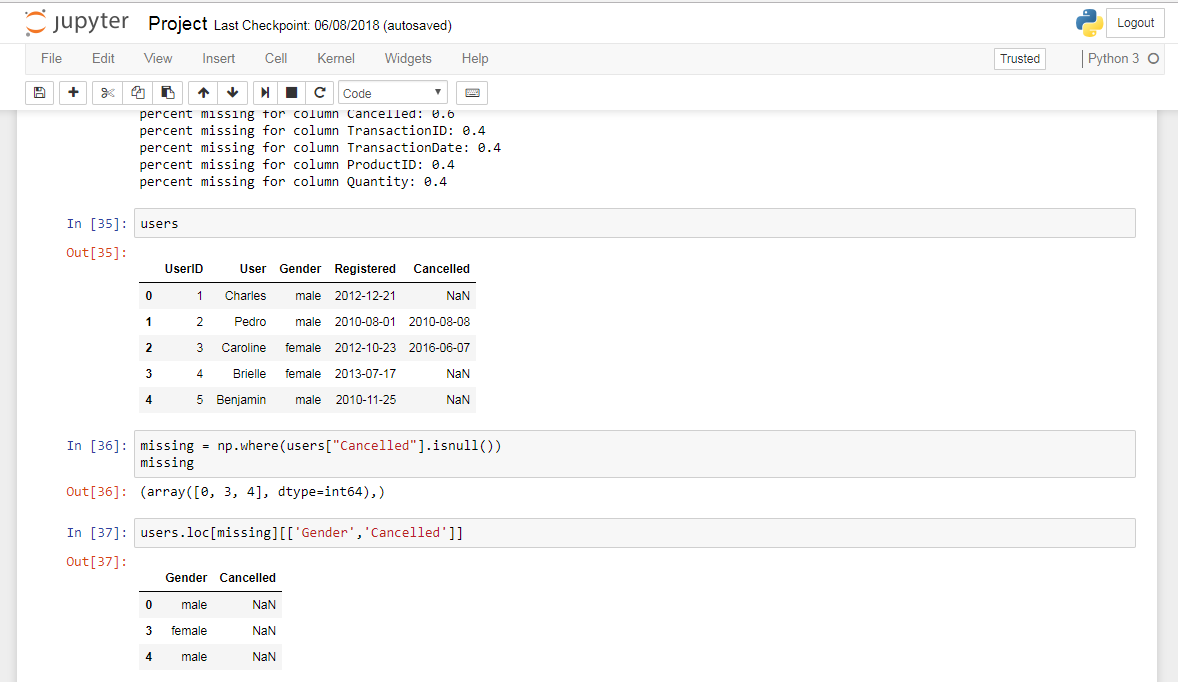 jupyter Project Last Checkpoint: 06/08/2018 (autosaved) Logout
File Edit View Insert Cell Kernel Widgets Help Trusted Python 3
Code
percent missing for column Cancelled: 0.6
percent missing for column TransactionID: 0.4
percent missing for column TransactionDate: 0.4
percent missing for column ProductID: 0.4
percent missing for column Quantity: 0.4
In [35]: users
Out[35]:
UserID User Gender Registered Cancelled
0 1 Charles male 2012-12-21 NaN
1 2 Pedro male 2010-08-01 2010-08-08
2 3 Caroline female 2012-10-23 2016-06-07
3 4 Brielle female 2013-07-17 NaN
4 5 Benjamin male 2010-11-25 NaN
In [36]: missing = np.where(users["Cancelled"].isnull())
missing
Out[36]: (array([0, 3, 4], dtype=int64),)
In [37]: users.loc[missing][['Gender','Cancelled']]
Out[37]:
Gender Cancelled
0 male NaN
3 female NaN
4 male NaN